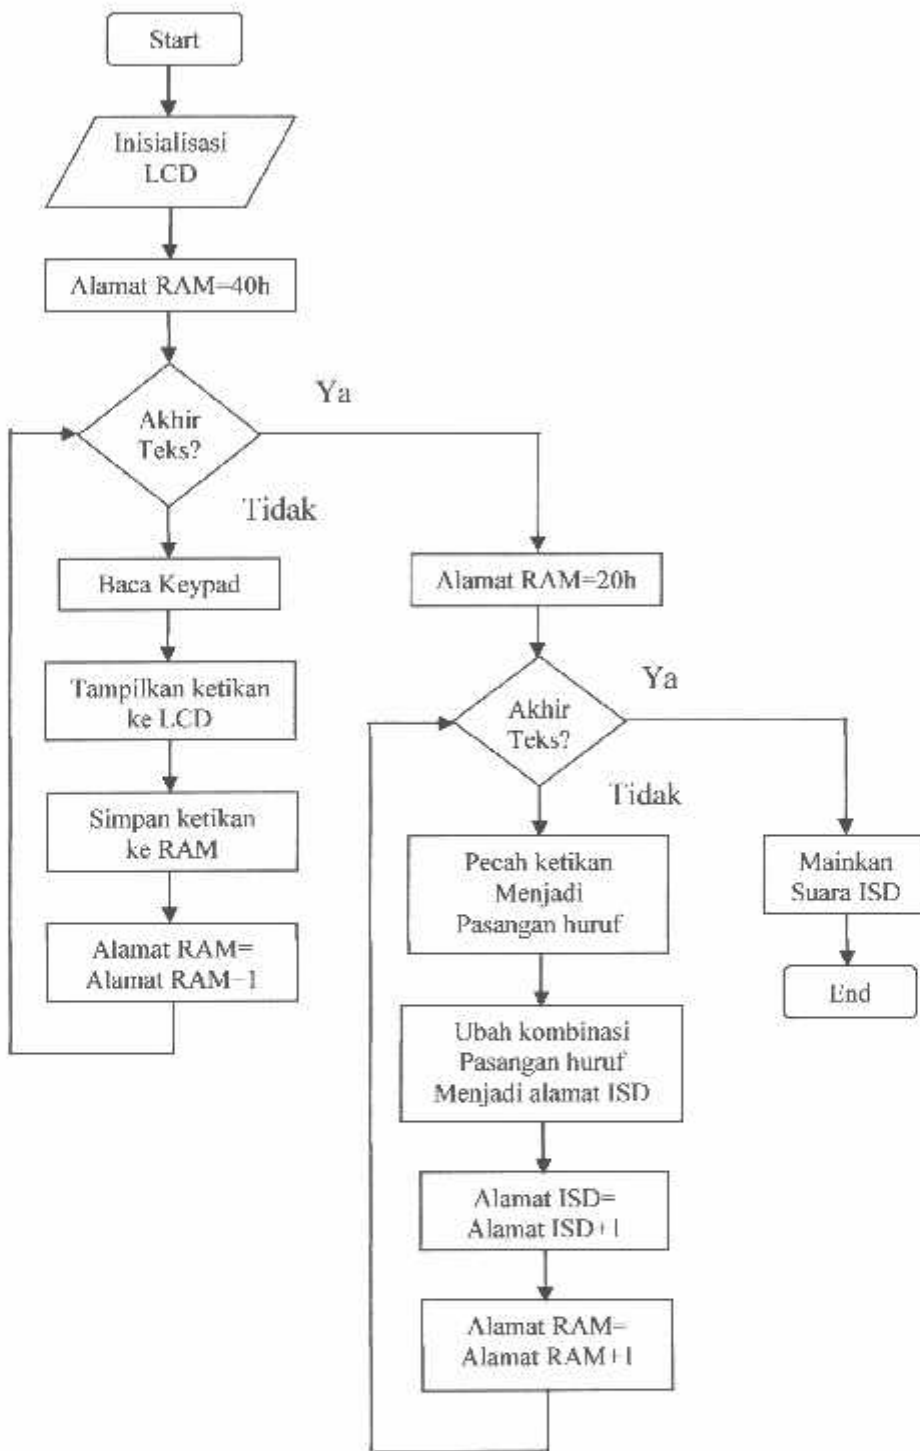 Start
Inisialisasi
LCD
Alamat RAM=40h
Akhir
Teks?
Ya
Tidak
Baca Keypad
Tampilkan ketikan
ke LCD
Simpan ketikan
ke RAM
Alamat RAM=
Alamat RAM−1
Alamat RAM=20h
Akhir
Teks?
Ya
Tidak
Pecah ketikan
Menjadi
Pasangan huruf
Ubah kombinasi
Pasangan huruf
Menjadi alamat ISD
Alamat ISD=
Alamat ISD+1
Alamat RAM=
Alamat RAM+1
Mainkan
Suara ISD
End